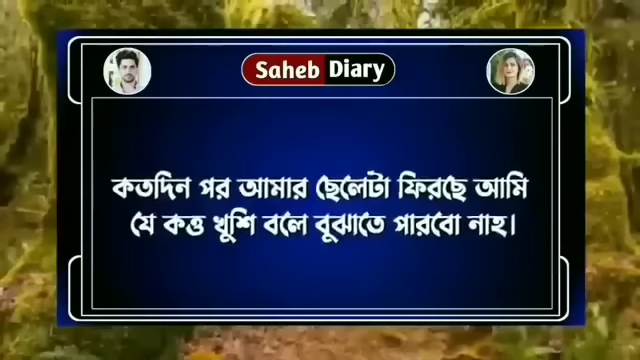 Saheb Diary
কতদিন পর আমার ছেলেটা ফিরছে আমি
যে কত্ত খুশি বলে বুঝাতে পারবো নাহ।